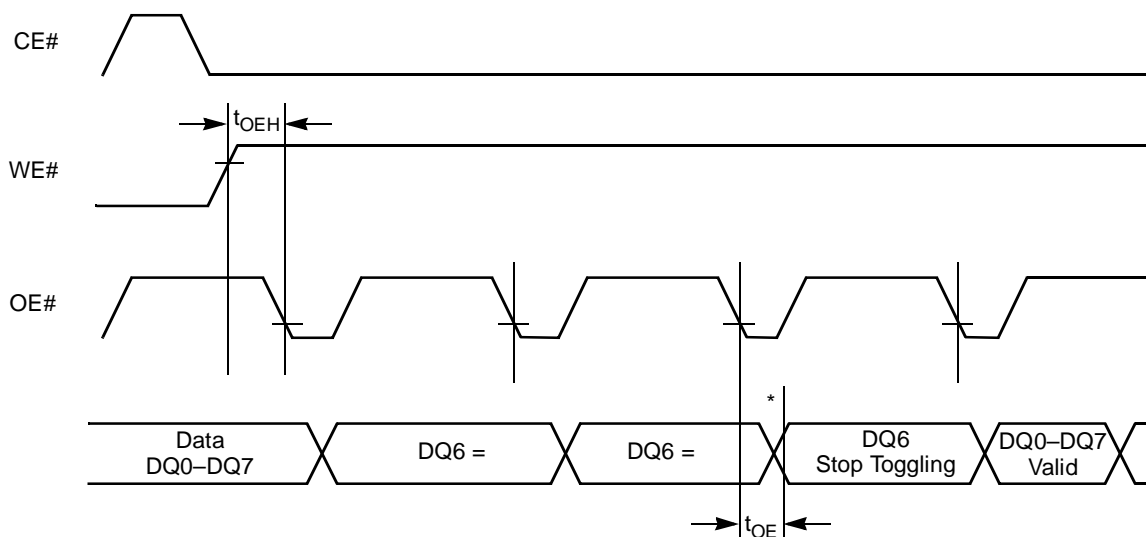 CE#
tOEH
WE#
OE#
*
Data
DQ0–DQ7
DQ6 =
DQ6 =
DQ6
Stop Toggling
DQ0–DQ7
Valid
tOE